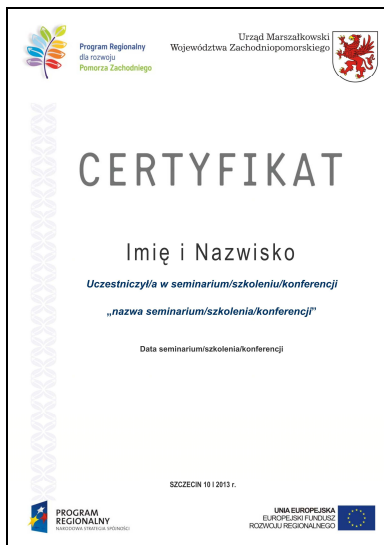 Program Regionalny
dla rozwoju
Pomorza Zachodniego
Urząd Marszałkowski
Województwa Zachodniopomorskiego
CERTYFIKAT
Imię i Nazwisko
Uczestniczył/a w seminarium/szkoleniu/konferencji
„nazwa seminarium/szkolenia/konferencji”
Data seminarium/szkolenia/konferencji
SZCZECIN 10 I 2013 r.
PROGRAM
REGIONALNY
NARODOWA STRATEGIA SPÓJNOŚCI
UNIA EUROPEJSKA
EUROPEJSKI FUNDUSZ
ROZWOJU REGIONALNEGO